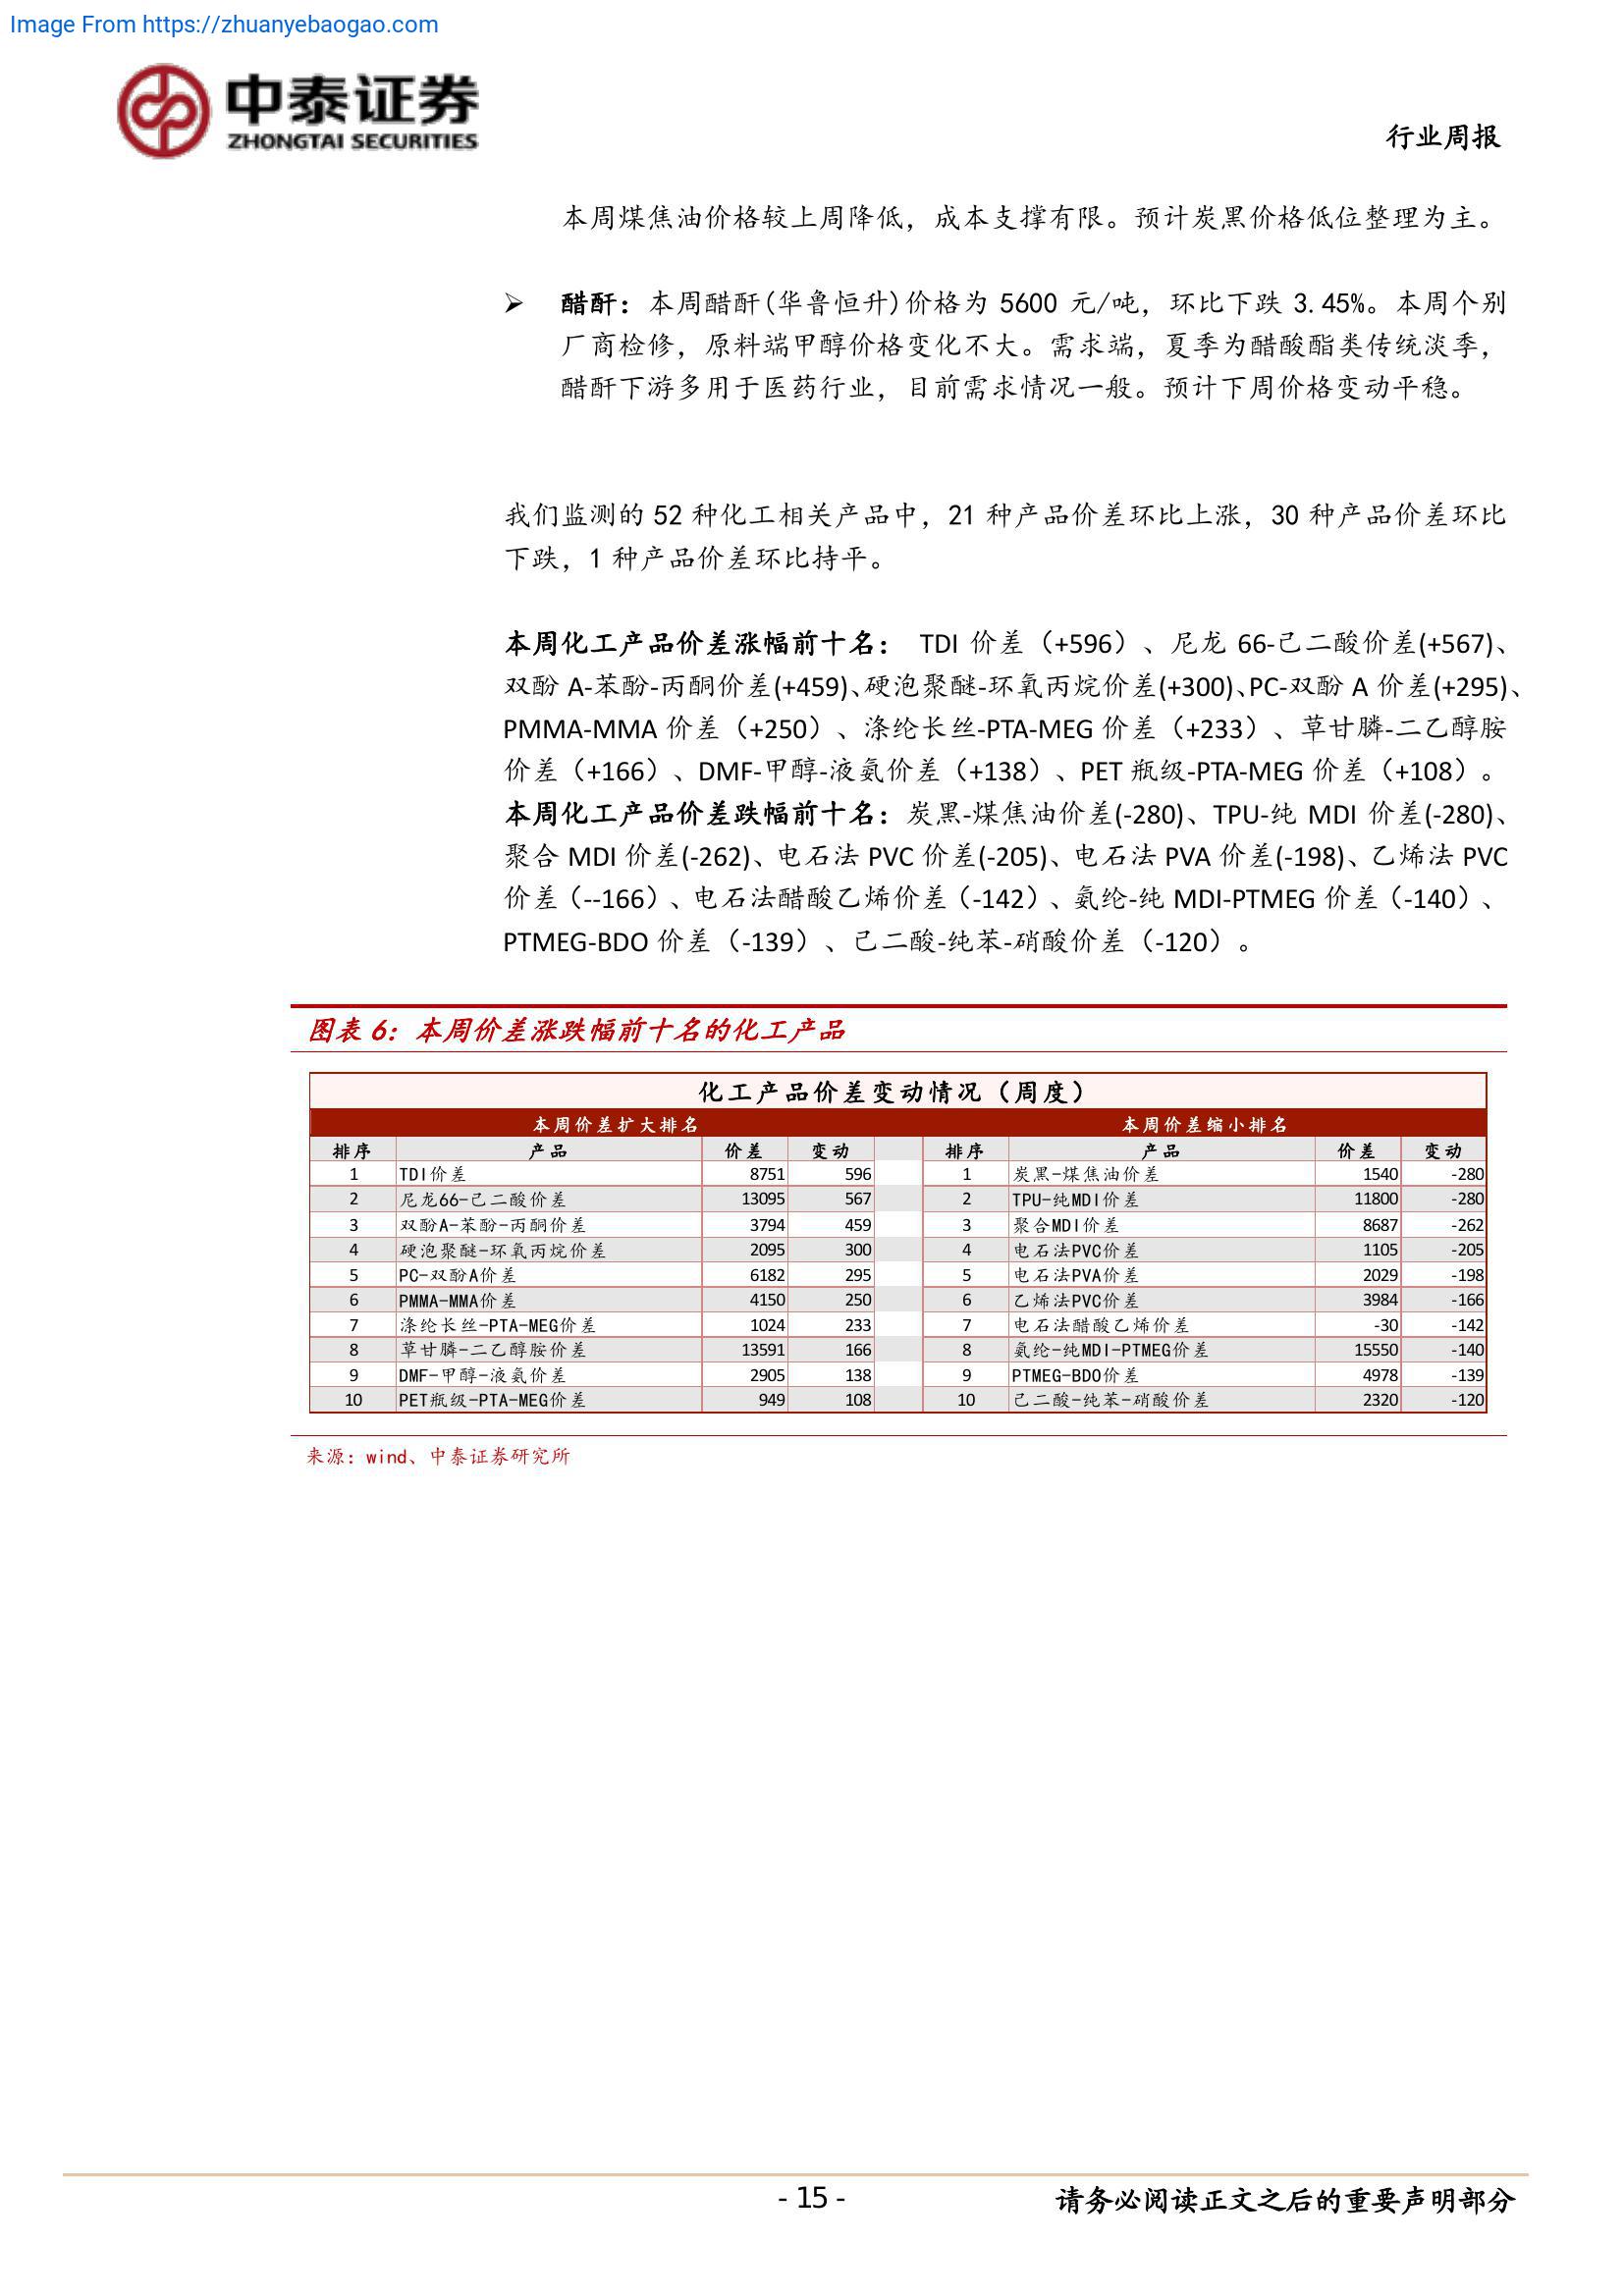 Image From https://zhuanyebaogao.com
中泰证券
ZHONGTAI SECURITIES
行业周报
本周煤焦油价格较上周降低，成本支撑有限。预计炭黑价格低位整理为主。
➢ 醋酐：本周醋酐(华鲁恒升)价格为 5600 元/吨，环比下跌 3.45%。本周个别
厂商检修，原料端甲醇价格变化不大。需求端，夏季为醋酸酯类传统淡季，
醋酐下游多用于医药行业，目前需求情况一般。预计下周价格变动平稳。
我们监测的 52 种化工相关产品中，21 种产品价差环比上涨，30 种产品价差环比
下跌，1 种产品价差环比持平。
本周化工产品价差涨幅前十名： TDI 价差（+596）、尼龙 66-己二酸价差(+567)、
双酚 A-苯酚-丙酮价差(+459)、硬泡聚醚-环氧丙烷价差(+300)、PC-双酚 A 价差(+295)、
PMMA-MMA 价差（+250）、涤纶长丝-PTA-MEG 价差（+233）、草甘膦-二乙醇胺
价差（+166）、DMF-甲醇-液氨价差（+138）、PET 瓶级-PTA-MEG 价差（+108）。
本周化工产品价差跌幅前十名：炭黑-煤焦油价差(-280)、TPU-纯 MDI 价差(-280)、
聚合 MDI 价差(-262)、电石法 PVC 价差(-205)、电石法 PVA 价差(-198)、乙烯法 PVC
价差（--166）、电石法醋酸乙烯价差（-142）、氨纶-纯 MDI-PTMEG 价差（-140）、
PTMEG-BDO 价差（-139）、己二酸-纯苯-硝酸价差（-120）。
图表 6：本周价差涨跌幅前十名的化工产品
化工产品价差变动情况（周度）
本周价差扩大排名 本周价差缩小排名
排序 产品 价差 变动 排序 产品 价差 变动
1 TDI价差 8751 596 1 炭黑-煤焦油价差 1540 -280
2 尼龙66-己二酸价差 13095 567 2 TPU-纯MDI价差 11800 -280
3 双酚A-苯酚-丙酮价差 3794 459 3 聚合MDI价差 8687 -262
4 硬泡聚醚-环氧丙烷价差 2095 300 4 电石法PVC价差 1105 -205
5 PC-双酚A价差 6182 295 5 电石法PVA价差 2029 -198
6 PMMA-MMA价差 4150 250 6 乙烯法PVC价差 3984 -166
7 涤纶长丝-PTA-MEG价差 1024 233 7 电石法醋酸乙烯价差 -30 -142
8 草甘膦-二乙醇胺价差 13591 166 8 氨纶-纯MDI-PTMEG价差 15550 -140
9 DMF-甲醇-液氨价差 2905 138 9 PTMEG-BDO价差 4978 -139
10 PET瓶级-PTA-MEG价差 949 108 10 己二酸-纯苯-硝酸价差 2320 -120
来源：wind、中泰证券研究所
- 15 -
请务必阅读正文之后的重要声明部分